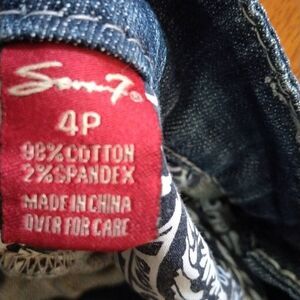 Seven7®
4P
98% COTTON
2% SPANDEX
MADE IN CHINA
OVER FOR CARE